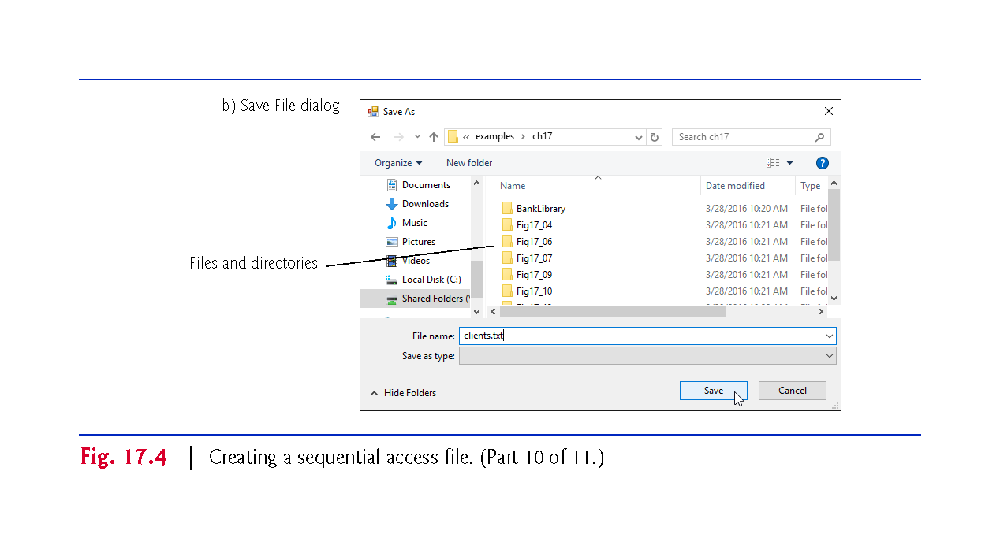 b) Save File dialog
Save As
« examples › ch17
Search ch17
Organize
New folder
Name
Date modified
Type
Documents
Downloads
Music
Pictures
Videos
Local Disk (C:)
Shared Folders (
BankLibrary 3/28/2016 10:20 AM File fol
Fig17_04 3/28/2016 10:21 AM File fol
Fig17_06 3/28/2016 10:21 AM File fol
Fig17_07 3/28/2016 10:21 AM File fol
Fig17_09 3/28/2016 10:21 AM File fol
Fig17_10 3/28/2016 10:21 AM File fol
Files and directories
File name: clients.txt
Save as type:
Hide Folders
Save
Cancel
Fig. 17.4 | Creating a sequential-access file. (Part 10 of 11.)